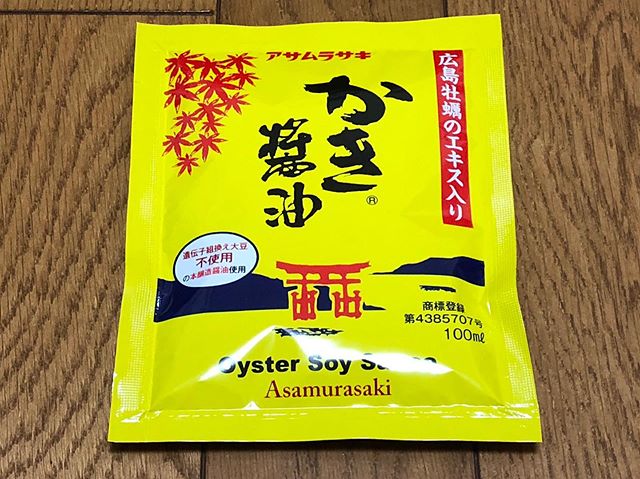 アサムラサキ
かき
醤油
®
広島牡蠣のエキス入り
遺伝子組換え大豆
不使用
の本醸造醤油使用
商標登録
第4385707号
100mℓ
Oyster Soy
Asamurasaki